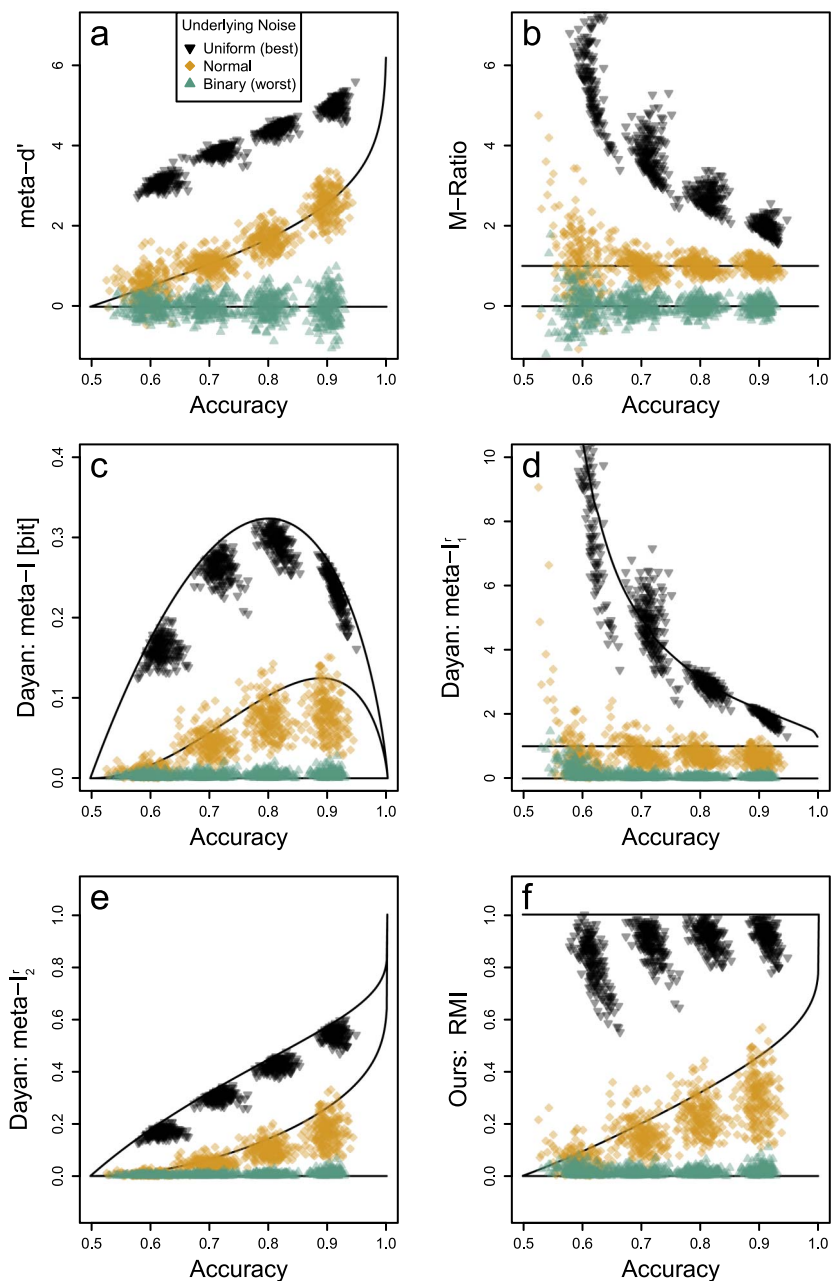 a
Underlying Noise
Uniform (best)
Normal
Binary (worst)
meta−d'
0
2
4
6
0.5 0.6 0.7 0.8 0.9 1.0
Accuracy
b
M−Ratio
0
2
4
6
0.5 0.6 0.7 0.8 0.9 1.0
Accuracy
c
Dayan: meta−I [bit]
0.0
0.1
0.2
0.3
0.4
0.5 0.6 0.7 0.8 0.9 1.0
Accuracy
d
Dayan: meta−I₁ʳ
0
2
4
6
8
10
0.5 0.6 0.7 0.8 0.9 1.0
Accuracy
e
Dayan: meta−I₂ʳ
0.0
0.2
0.4
0.6
0.8
1.0
0.5 0.6 0.7 0.8 0.9 1.0
Accuracy
f
Ours: RMI
0.0
0.2
0.4
0.6
0.8
1.0
0.5 0.6 0.7 0.8 0.9 1.0
Accuracy